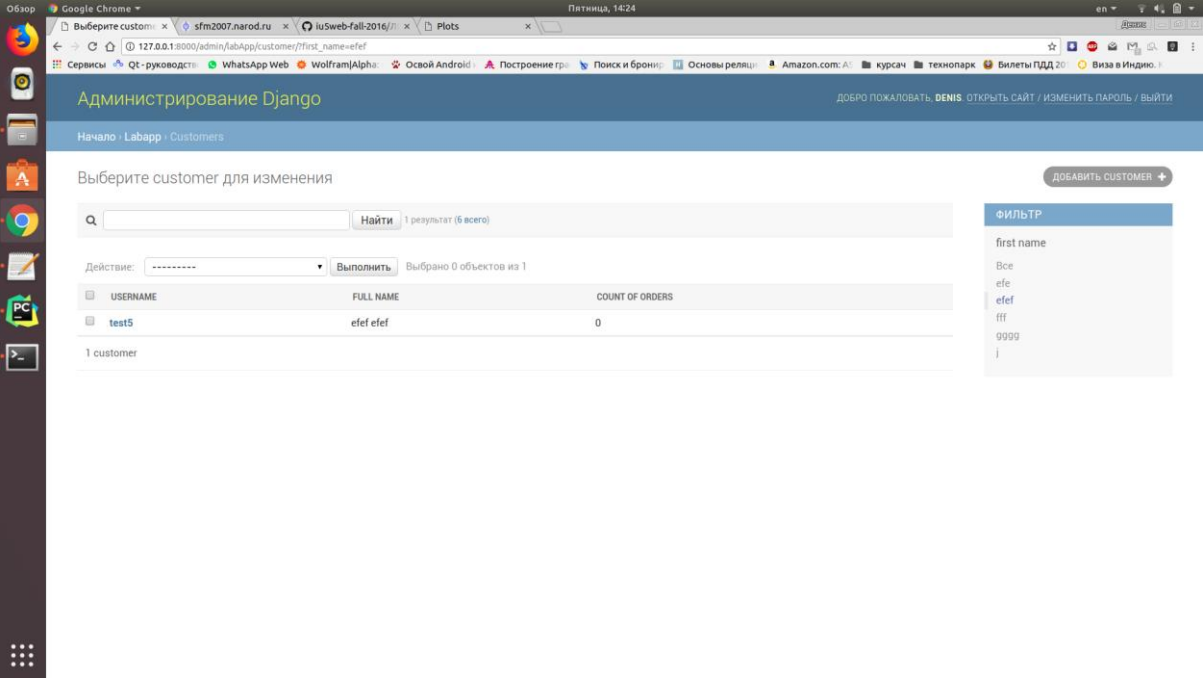 Обзор Google Chrome Пятница, 14:24 en
Выберите custome sfm2007.narod.ru iu5web-fall-2016/Л Plots Денис
127.0.0.1:8000/admin/labApp/customer/?first_name=efef
Сервисы Qt - руководств WhatsApp Web Wolfram|Alpha: Освой Android Построение гра Поиск и брониро Основы реляци Amazon.com: AS курсач технопарк Билеты ПДД 20 Виза в Индию.
Администрирование Django ДОБРО ПОЖАЛОВАТЬ, DENIS. ОТКРЫТЬ САЙТ / ИЗМЕНИТЬ ПАРОЛЬ / ВЫЙТИ
Начало › Labapp › Customers
Выберите customer для изменения ДОБАВИТЬ CUSTOMER +
Найти 1 результат (6 всего)
Действие: --------- Выполнить Выбрано 0 объектов из 1
USERNAME FULL NAME COUNT OF ORDERS
test5 efef efef 0
1 customer
ФИЛЬТР
first name
Все
efe
efef
fff
gggg
j